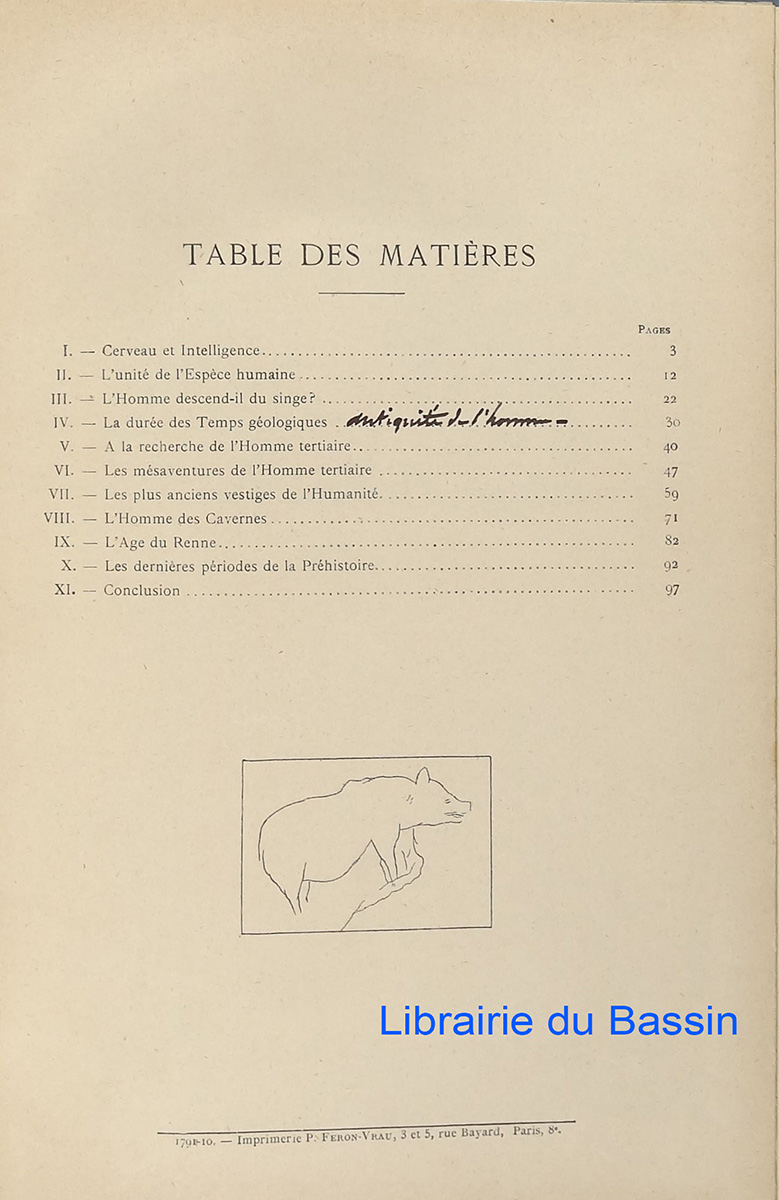 TABLE DES MATIÈRES
PAGES
I. — Cerveau et Intelligence 3
II. — L'unité de l'Espèce humaine 12
III. — L'Homme descend-il du singe? 22
IV. — La durée des Temps géologiques antiquité de l'homme 30
V. — A la recherche de l'Homme tertiaire 40
VI. — Les mésaventures de l'Homme tertiaire 47
VII. — Les plus anciens vestiges de l'Humanité 59
VIII. — L'Homme des Cavernes 71
IX. — L'Age du Renne 82
X. — Les dernières périodes de la Préhistoire 92
XI. — Conclusion 97
Librairie du Bassin
1791-10. — Imprimerie P. FERON-VRAU, 3 et 5, rue Bayard, Paris, 8e.